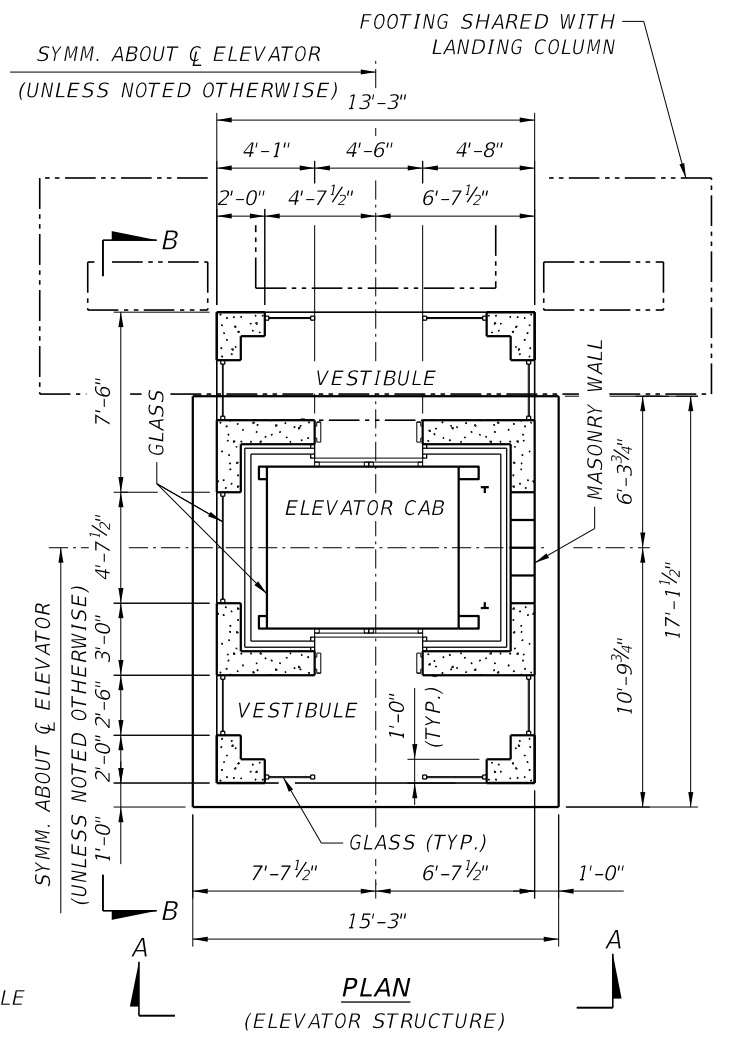 FOOTING SHARED WITH
LANDING COLUMN
SYMM. ABOUT ℄ ELEVATOR
(UNLESS NOTED OTHERWISE)
13'-3"
4'-1" 4'-6" 4'-8"
2'-0" 4'-7½" 6'-7½"
B
VESTIBULE
7'-6"
GLASS
MASONRY WALL
6'-3¾"
ELEVATOR CAB
4'-7½"
17'-1½"
SYMM. ABOUT ℄ ELEVATOR
(UNLESS NOTED OTHERWISE)
3'-0"
10'-9¾"
2'-6"
VESTIBULE
1'-0"
(TYP.)
2'-0"
1'-0"
GLASS (TYP.)
7'-7½" 6'-7½" 1'-0"
B
15'-3"
A A
PLAN
(ELEVATOR STRUCTURE)
LE